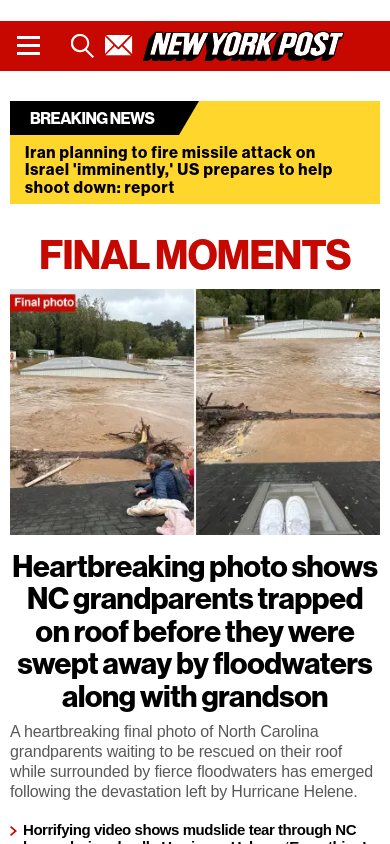 NEW YORK POST
BREAKING NEWS
Iran planning to fire missile attack on
Israel 'imminently,' US prepares to help
shoot down: report
FINAL MOMENTS
Final photo
Heartbreaking photo shows
NC grandparents trapped
on roof before they were
swept away by floodwaters
along with grandson
A heartbreaking final photo of North Carolina
grandparents waiting to be rescued on their roof
while surrounded by fierce floodwaters has emerged
following the devastation left by Hurricane Helene.
Horrifying video shows mudslide tear through NC